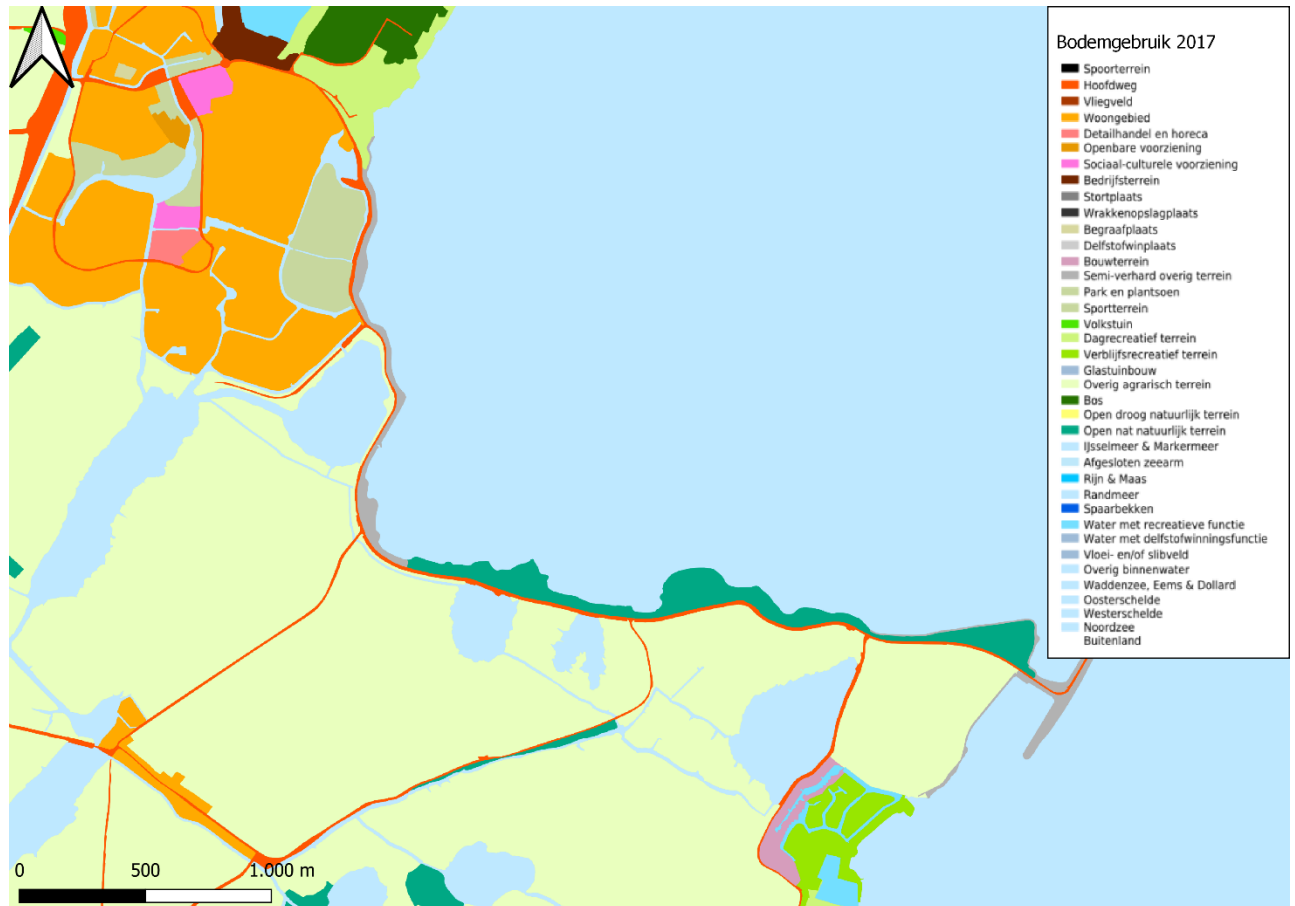 Bodemgebruik 2017
Spoorterrein
Hoofdweg
Vliegveld
Woongebied
Detailhandel en horeca
Openbare voorziening
Sociaal-culturele voorziening
Bedrijfsterrein
Stortplaats
Wrakkenopslagplaats
Begraafplaats
Delfstofwinplaats
Bouwterrein
Semi-verhard overig terrein
Park en plantsoen
Sportterrein
Volkstuin
Dagrecreatief terrein
Verblijfsrecreatief terrein
Glastuinbouw
Overig agrarisch terrein
Bos
Open droog natuurlijk terrein
Open nat natuurlijk terrein
IJsselmeer & Markermeer
Afgesloten zeearm
Rijn & Maas
Randmeer
Spaarbekken
Water met recreatieve functie
Water met delfstofwinningsfunctie
Vloei- en/of slibveld
Overig binnenwater
Waddenzee, Eems & Dollard
Oosterschelde
Westerschelde
Noordzee
Buitenland
0 500 1.000 m